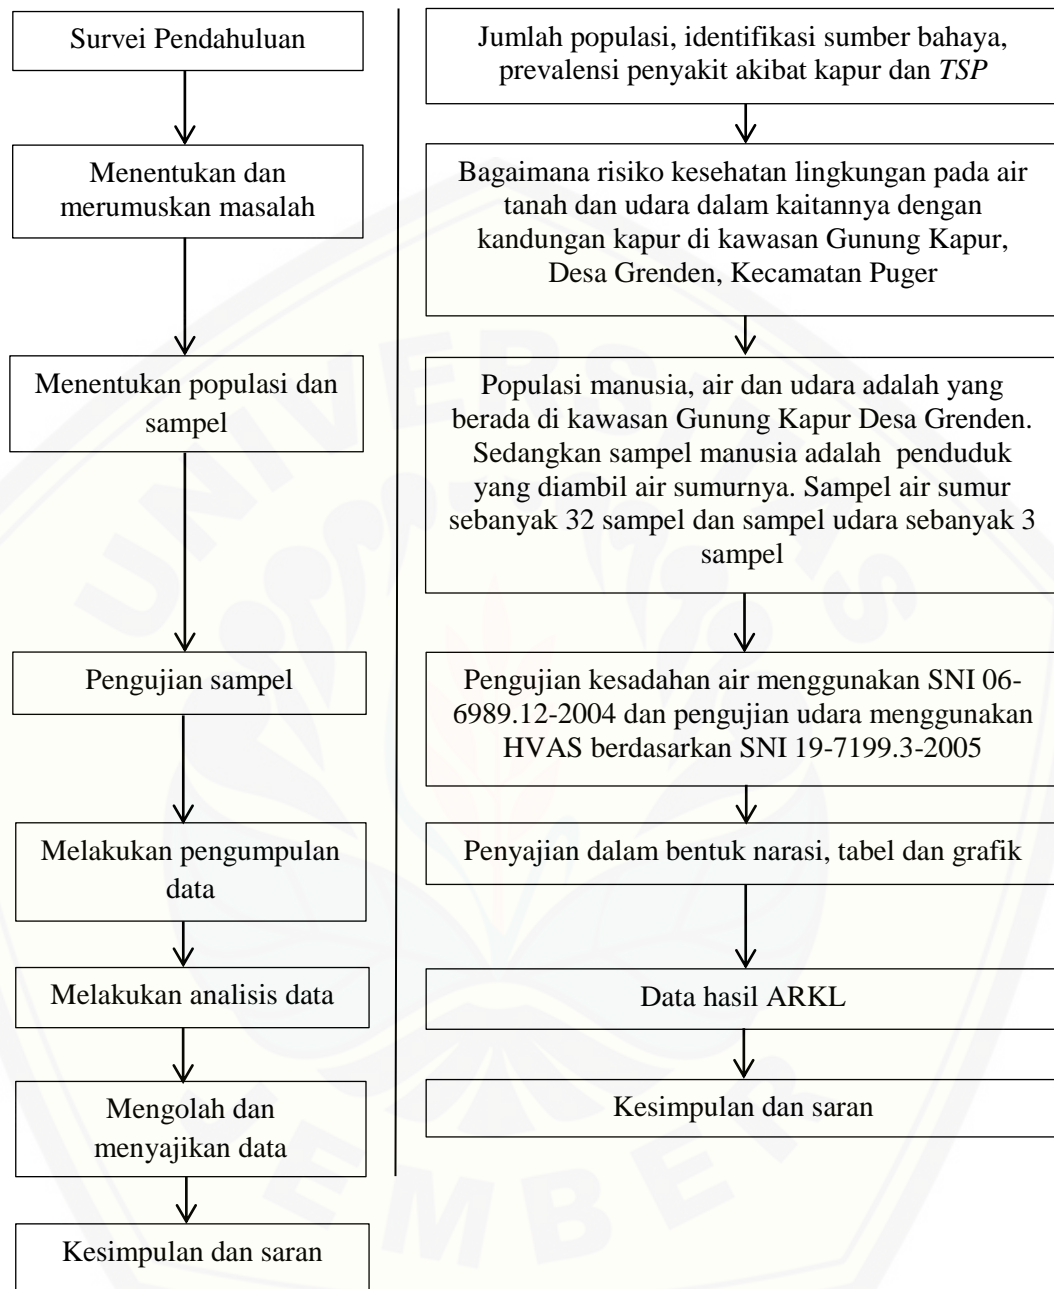 Survei Pendahuluan
Menentukan dan
merumuskan masalah
Menentukan populasi dan
sampel
Pengujian sampel
Melakukan pengumpulan
data
Melakukan analisis data
Mengolah dan
menyajikan data
Kesimpulan dan saran
Jumlah populasi, identifikasi sumber bahaya,
prevalensi penyakit akibat kapur dan TSP
Bagaimana risiko kesehatan lingkungan pada air
tanah dan udara dalam kaitannya dengan
kandungan kapur di kawasan Gunung Kapur,
Desa Grenden, Kecamatan Puger
Populasi manusia, air dan udara adalah yang
berada di kawasan Gunung Kapur Desa Grenden.
Sedangkan sampel manusia adalah penduduk
yang diambil air sumurnya. Sampel air sumur
sebanyak 32 sampel dan sampel udara sebanyak 3
sampel
Pengujian kesadahan air menggunakan SNI 06-
6989.12-2004 dan pengujian udara menggunakan
HVAS berdasarkan SNI 19-7199.3-2005
Penyajian dalam bentuk narasi, tabel dan grafik
Data hasil ARKL
Kesimpulan dan saran
UNIVERSITAS
JEMBER